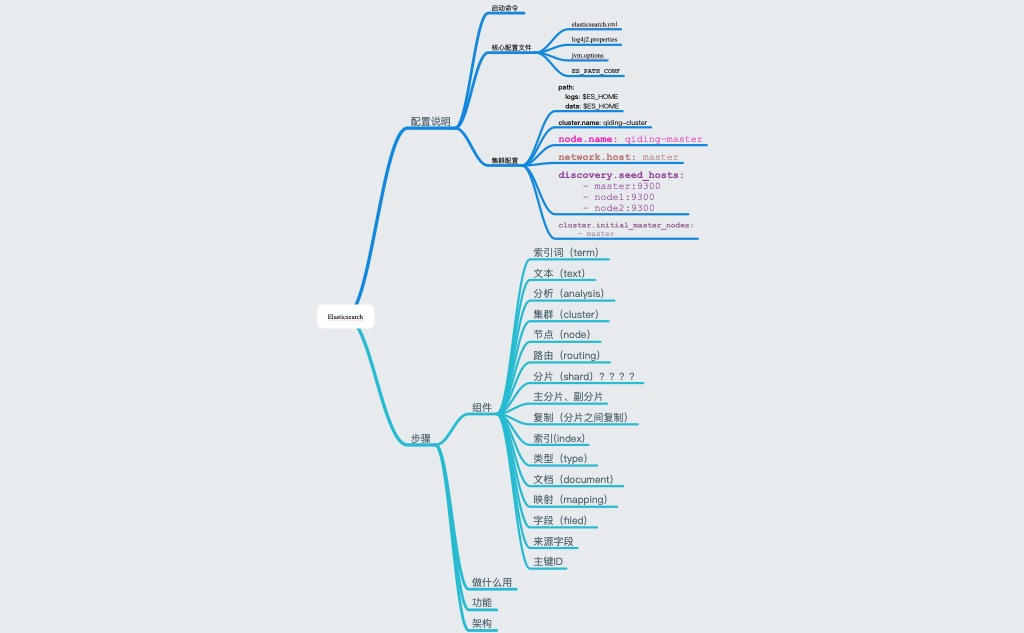 启动命令
elasticsearch.yml
核心配置文件
log4j2.properties
jvm.options
ES_PATH_CONF
path:
logs: $ES_HOME
data: $ES_HOME
配置说明
cluster.name: qiding-cluster
node.name: qiding-master
集群配置
network.host: master
discovery.seed_hosts:
- master:9300
- node1:9300
- node2:9300
cluster.initial_master_nodes:
- master
索引词（term）
文本（text）
分析（analysis）
集群（cluster）
Elasticsearch
节点（node）
路由（routing）
分片（shard）？？？？
主分片、副分片
组件
复制（分片之间复制）
步骤
索引(index)
类型（type）
文档（document）
映射（mapping）
字段（filed）
来源字段
主键ID
做什么用
功能
架构